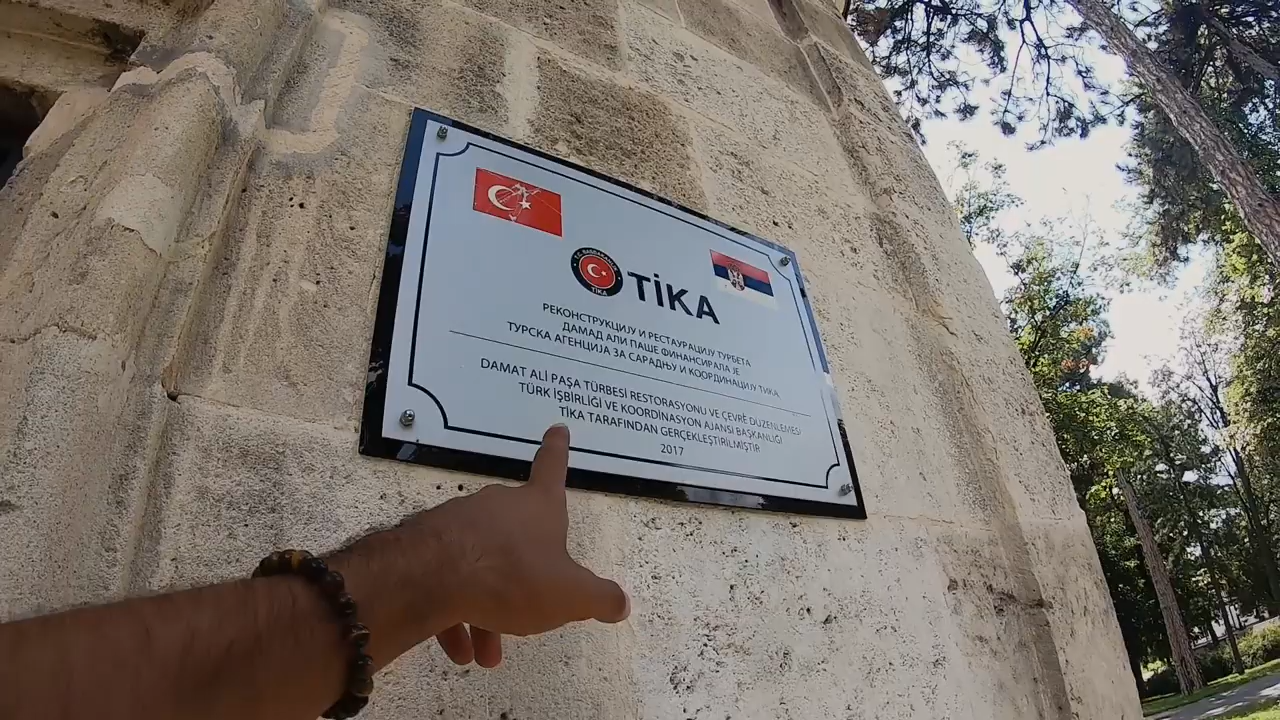 T.C. BAŞBAKANLIK
TİKA
TİKA
РЕКОНСТРУКЦИЈУ И РЕСТАУРАЦИЈУ ТУРБЕТА
ДАМАД АЛИ ПАШЕ ФИНАНСИРАЛА ЈЕ
ТУРСКА АГЕНЦИЈА ЗА САРАДЊУ И КООРДИНАЦИЈУ ТИКА
DAMAT ALİ PAŞA TÜRBESİ RESTORASYONU VE ÇEVRE DÜZENLEMESİ
TÜRK İŞBİRLİĞİ VE KOORDİNASYON AJANSI BAŞKANLIĞI
TİKA TARAFINDAN GERÇEKLEŞTİRİLMİŞTİR
2017